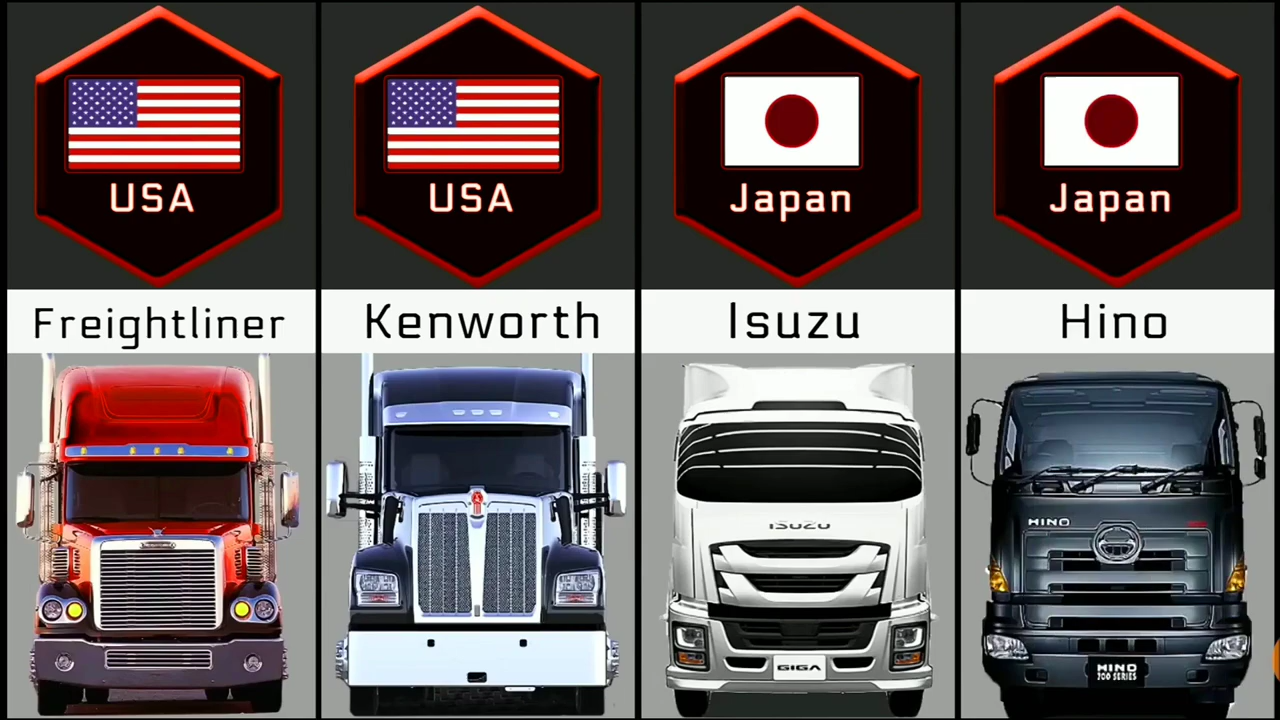 USA
USA
Japan
Japan
Freightliner
Kenworth
Isuzu
Hino
ISUZU
HINO
GIGA
HINO
700 SERIES